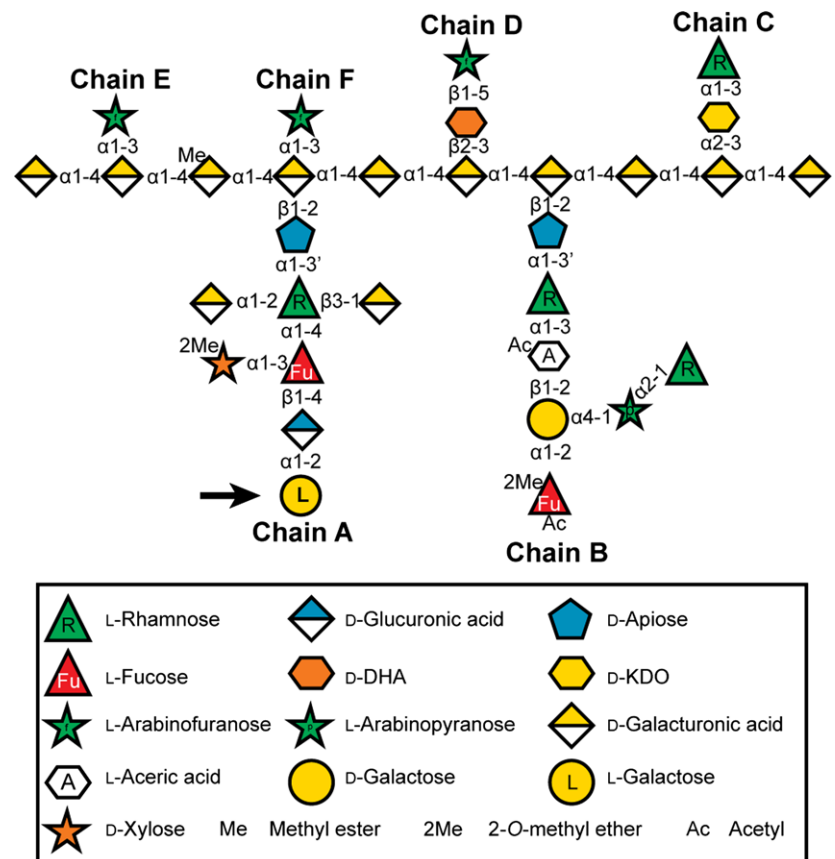 Chain D
Chain C
Chain E
Chain F
f
R
f
f
β1-5
α1-3
α1-3
α1-3
β2-3
α2-3
Me
α1-4 α1-4 α1-4 α1-4 α1-4 α1-4 α1-4 α1-4 α1-4
β1-2 β1-2
α1-3' α1-3'
α1-2 R β3-1 R
α1-4 α1-3
2Me α1-3 Fu Ac A R
β1-4 β1-2 α2-1
α4-1 p
α1-2 α1-2
L 2Me Fu
Chain A Ac
Chain B
R L-Rhamnose D-Glucuronic acid D-Apiose
Fu L-Fucose D-DHA D-KDO
f L-Arabinofuranose p L-Arabinopyranose D-Galacturonic acid
A L-Aceric acid D-Galactose L L-Galactose
D-Xylose Me Methyl ester 2Me 2-O-methyl ether Ac Acetyl